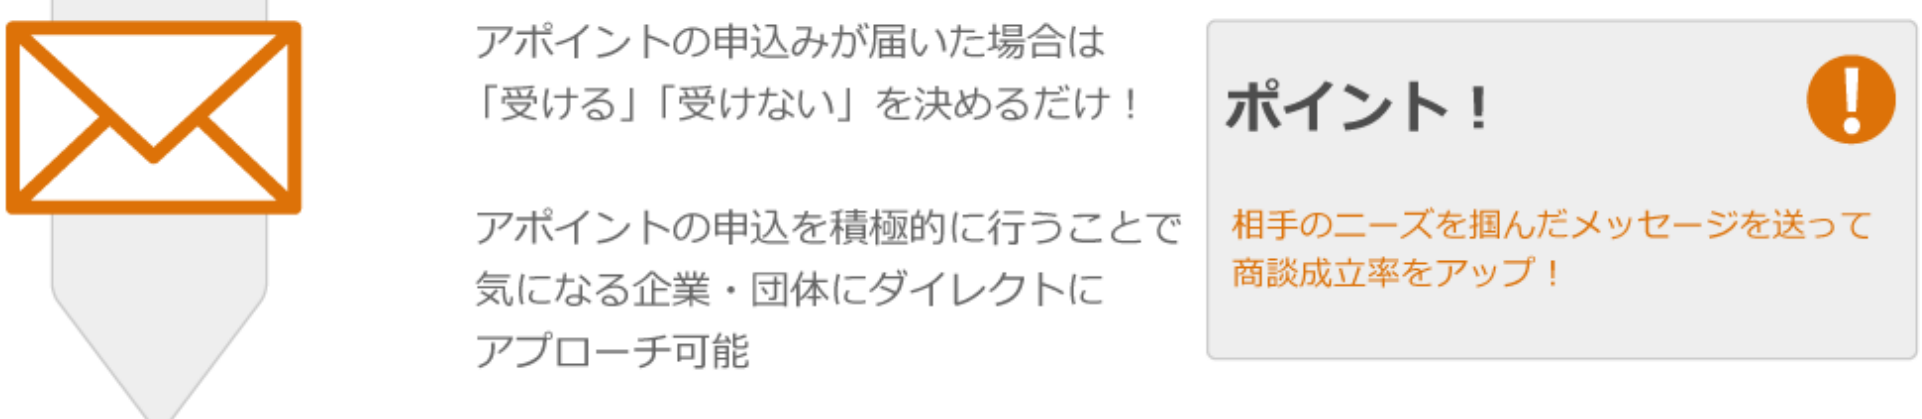 アポイントの申込みが届いた場合は
「受ける」「受けない」を決めるだけ！
アポイントの申込を積極的に行うことで
気になる企業・団体にダイレクトに
アプローチ可能
ポイント！
相手のニーズを掴んだメッセージを送って
商談成立率をアップ！